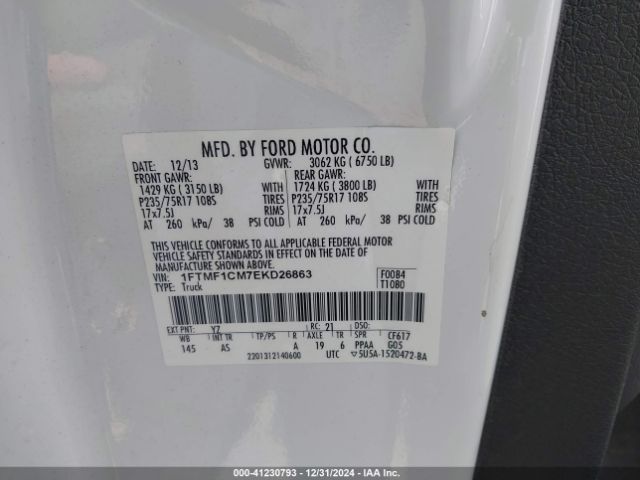 MFD. BY FORD MOTOR CO.
DATE: 12/13 GVWR: 3062 KG ( 6750 LB)
FRONT GAWR: REAR GAWR:
1429 KG ( 3150 LB) WITH 1724 KG ( 3800 LB) WITH
P235/75R17 108S TIRES P235/75R17 108S TIRES
17x7.5J RIMS 17x7.5J RIMS
AT 260 kPa/ 38 PSI COLD AT 260 kPa/ 38 PSI COLD
THIS VEHICLE CONFORMS TO ALL APPLICABLE FEDERAL MOTOR
VEHICLE SAFETY STANDARDS IN EFFECT ON THE DATE OF
MANUFACTURE SHOWN ABOVE.
VIN: 1FTMF1CM7EKD26863 F0084
TYPE: Truck T1080
EXT PNT: YZ RC: 21 DSO:
WB INT TR TP/PS R AXLE TR SPR CF617
145 AS A 19 6 PPAA G05
2201312140600 UTC ▽5U5A-1520472-BA
000-41230793 - 12/31/2024 - IAA Inc.